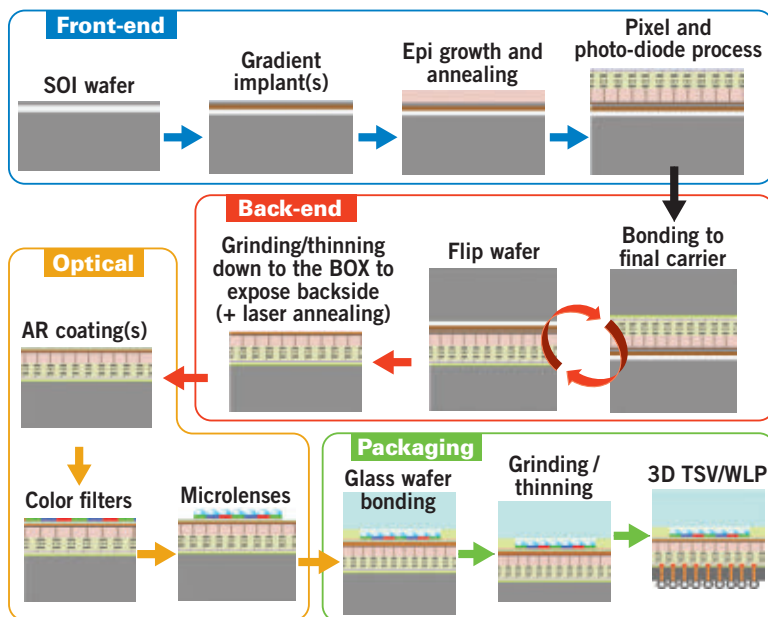 Front-end
SOI wafer
Gradient
implant(s)
Epi growth and
annealing
Pixel and
photo-diode process
Back-end
Bonding to
final carrier
Flip wafer
Grinding/thinning
down to the BOX to
expose backside
(+ laser annealing)
Optical
AR coating(s)
Color filters
Microlenses
Packaging
Glass wafer
bonding
Grinding/
thinning
3D TSV/WLP